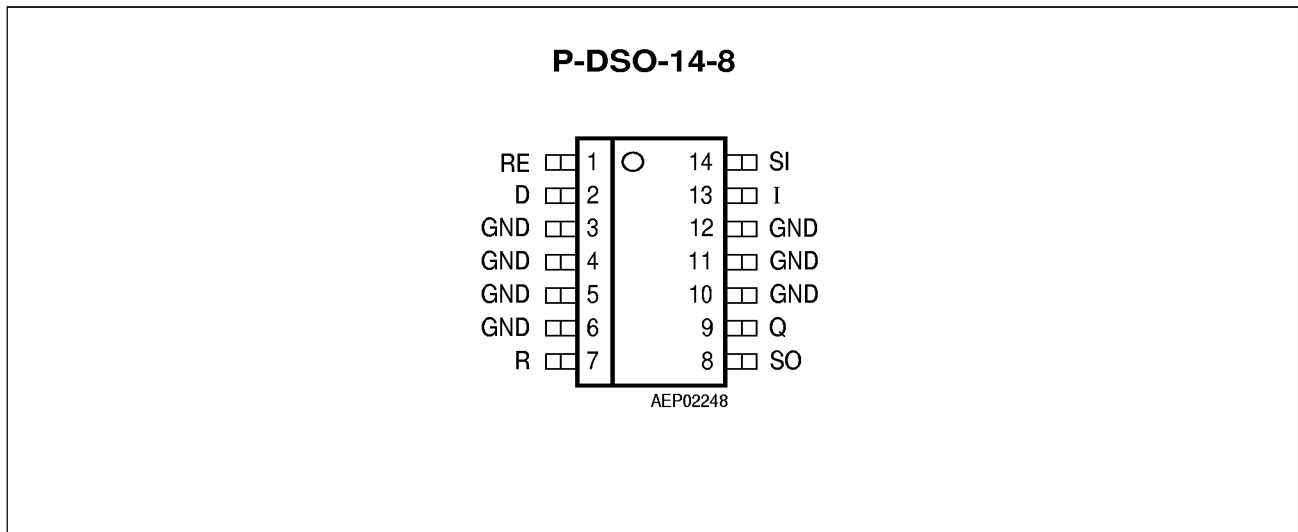 P-DSO-14-8
RE 1 14 SI
D 2 13 I
GND 3 12 GND
GND 4 11 GND
GND 5 10 GND
GND 6 9 Q
R 7 8 SO
AEP02248